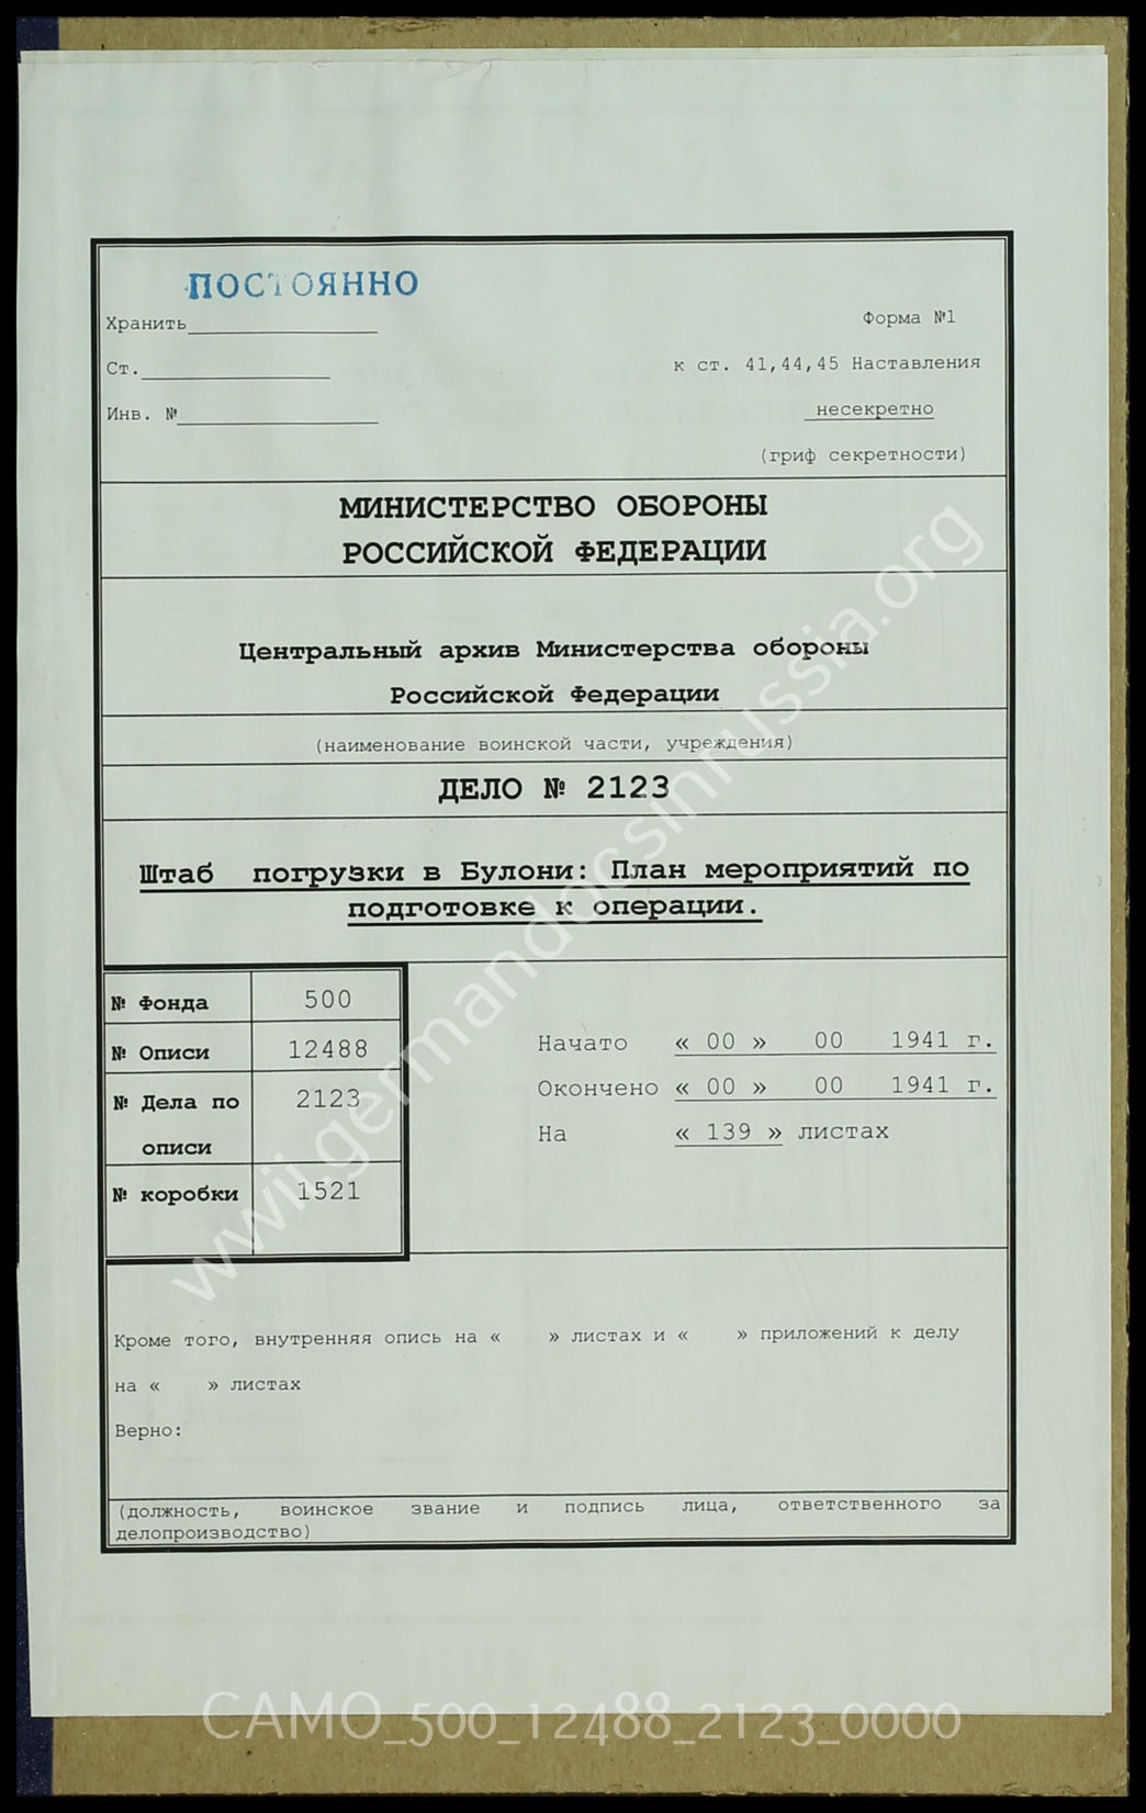 ПОСТОЯННО
Хранить
Форма №1
Ст.
к ст. 41,44,45 Наставления
Инв. №
несекретно
(гриф секретности)
МИНИСТЕРСТВО ОБОРОНЫ
РОССИЙСКОЙ ФЕДЕРАЦИИ
Центральный архив Министерства обороны
Российской Федерации
(наименование воинской части, учреждения)
ДЕЛО № 2123
Штаб погрузки в Булони: План мероприятий по
подготовке к операции.
№ Фонда 500
№ Описи 12488
№ Дела по 2123
описи
№ коробки 1521
Начато « 00 » 00 1941 г.
Окончено « 00 » 00 1941 г.
На « 139 » листах
Кроме того, внутренняя опись на « » листах и « » приложений к делу
на « » листах
Верно:
(должность, воинское звание и подпись лица, ответственного за
делопроизводство)
wwii.germandocsinrussia.org
CAMO_500_12488_2123_0000